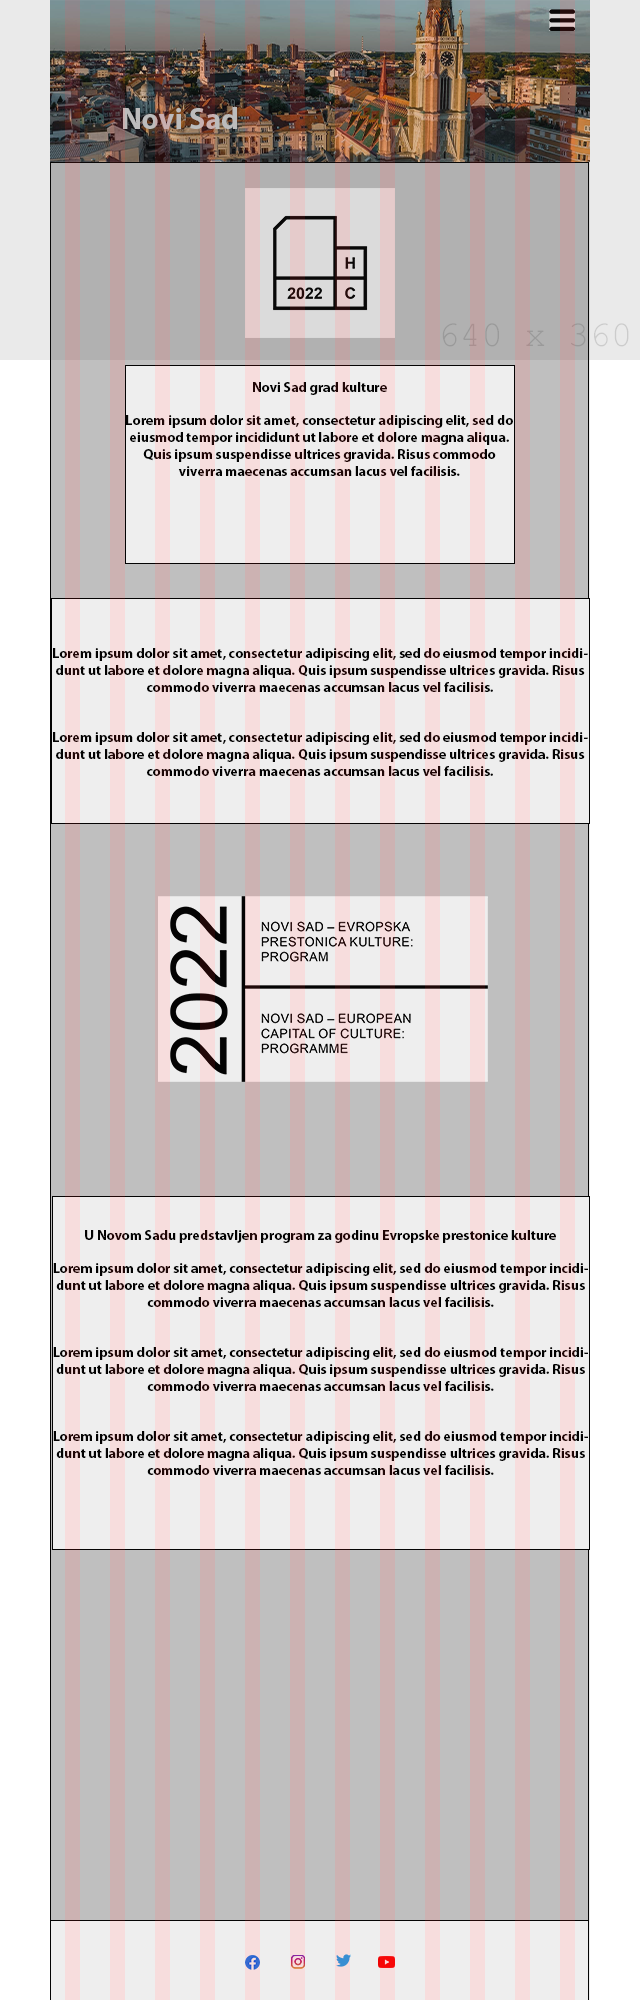 Novi Sad
H
2022
C
640 x 360
Novi Sad grad kulture
Lorem ipsum dolor sit amet, consectetur adipiscing elit, sed do
eiusmod tempor incididunt ut labore et dolore magna aliqua.
Quis ipsum suspendisse ultrices gravida. Risus commodo
viverra maecenas accumsan lacus vel facilisis.
Lorem ipsum dolor sit amet, consectetur adipiscing elit, sed do eiusmod tempor incidi-
dunt ut labore et dolore magna aliqua. Quis ipsum suspendisse ultrices gravida. Risus
commodo viverra maecenas accumsan lacus vel facilisis.
Lorem ipsum dolor sit amet, consectetur adipiscing elit, sed do eiusmod tempor incidi-
dunt ut labore et dolore magna aliqua. Quis ipsum suspendisse ultrices gravida. Risus
commodo viverra maecenas accumsan lacus vel facilisis.
2022
NOVI SAD – EVROPSKA
PRESTONICA KULTURE:
PROGRAM
NOVI SAD – EUROPEAN
CAPITAL OF CULTURE:
PROGRAMME
U Novom Sadu predstavljen program za godinu Evropske prestonice kulture
Lorem ipsum dolor sit amet, consectetur adipiscing elit, sed do eiusmod tempor incidi-
dunt ut labore et dolore magna aliqua. Quis ipsum suspendisse ultrices gravida. Risus
commodo viverra maecenas accumsan lacus vel facilisis.
Lorem ipsum dolor sit amet, consectetur adipiscing elit, sed do eiusmod tempor incidi-
dunt ut labore et dolore magna aliqua. Quis ipsum suspendisse ultrices gravida. Risus
commodo viverra maecenas accumsan lacus vel facilisis.
Lorem ipsum dolor sit amet, consectetur adipiscing elit, sed do eiusmod tempor incidi-
dunt ut labore et dolore magna aliqua. Quis ipsum suspendisse ultrices gravida. Risus
commodo viverra maecenas accumsan lacus vel facilisis.